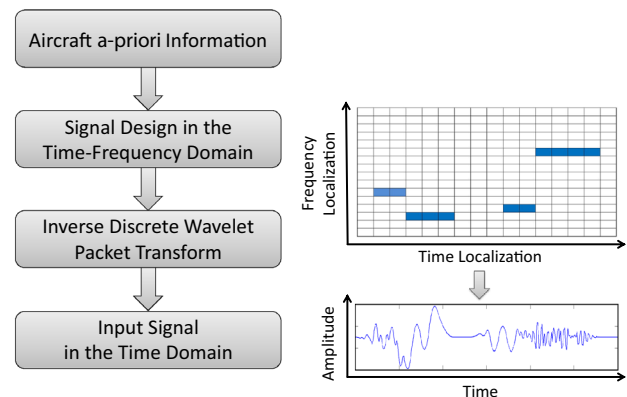 Aircraft a-priori Information
Signal Design in the
Time-Frequency Domain
Inverse Discrete Wavelet
Packet Transform
Input Signal
in the Time Domain
Frequency
Localization
Time Localization
Amplitude
Time